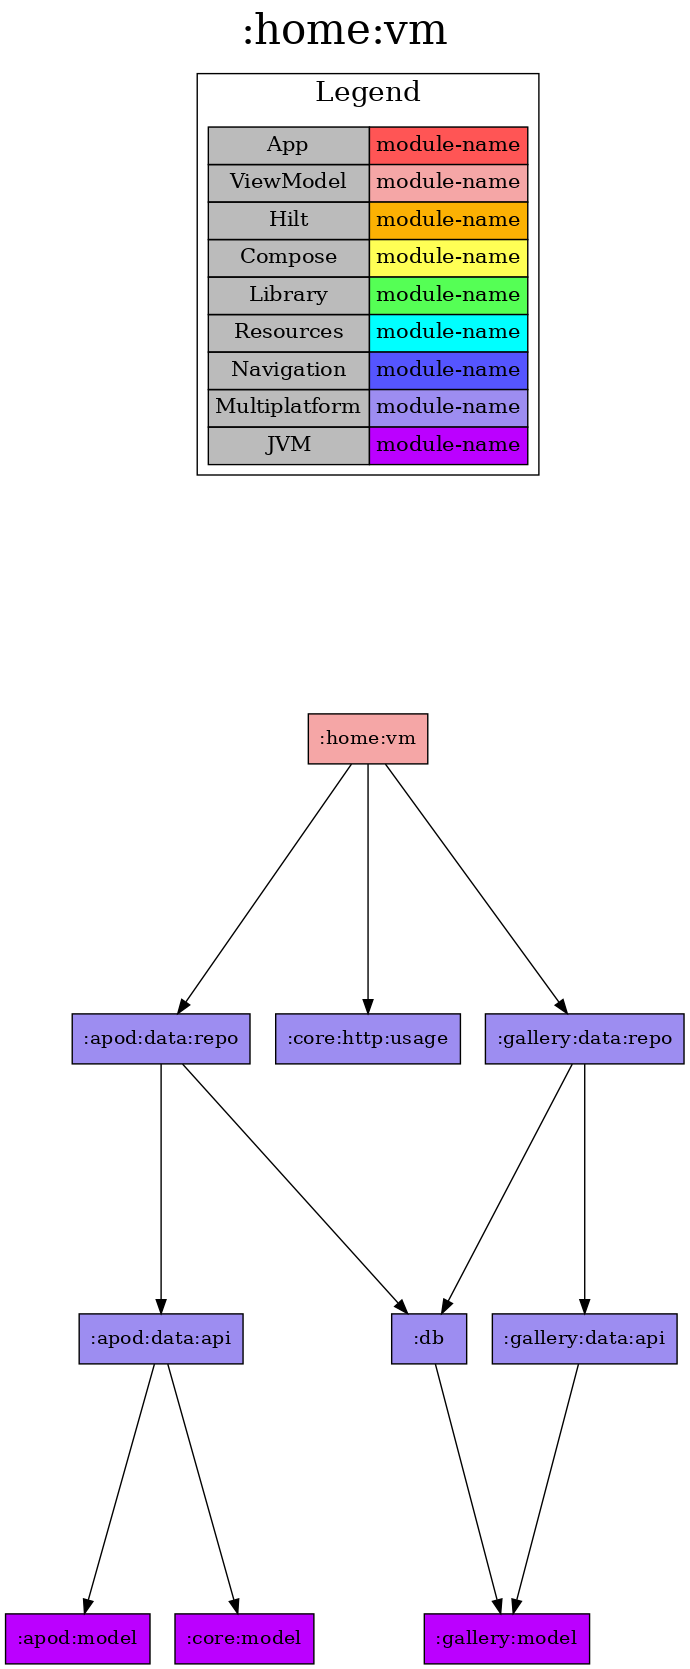 :home:vm
Legend
App module-name
ViewModel module-name
Hilt module-name
Compose module-name
Library module-name
Resources module-name
Navigation module-name
Multiplatform module-name
JVM module-name
:home:vm
:apod:data:repo :core:http:usage :gallery:data:repo
:apod:data:api :db :gallery:data:api
:apod:model :core:model :gallery:model